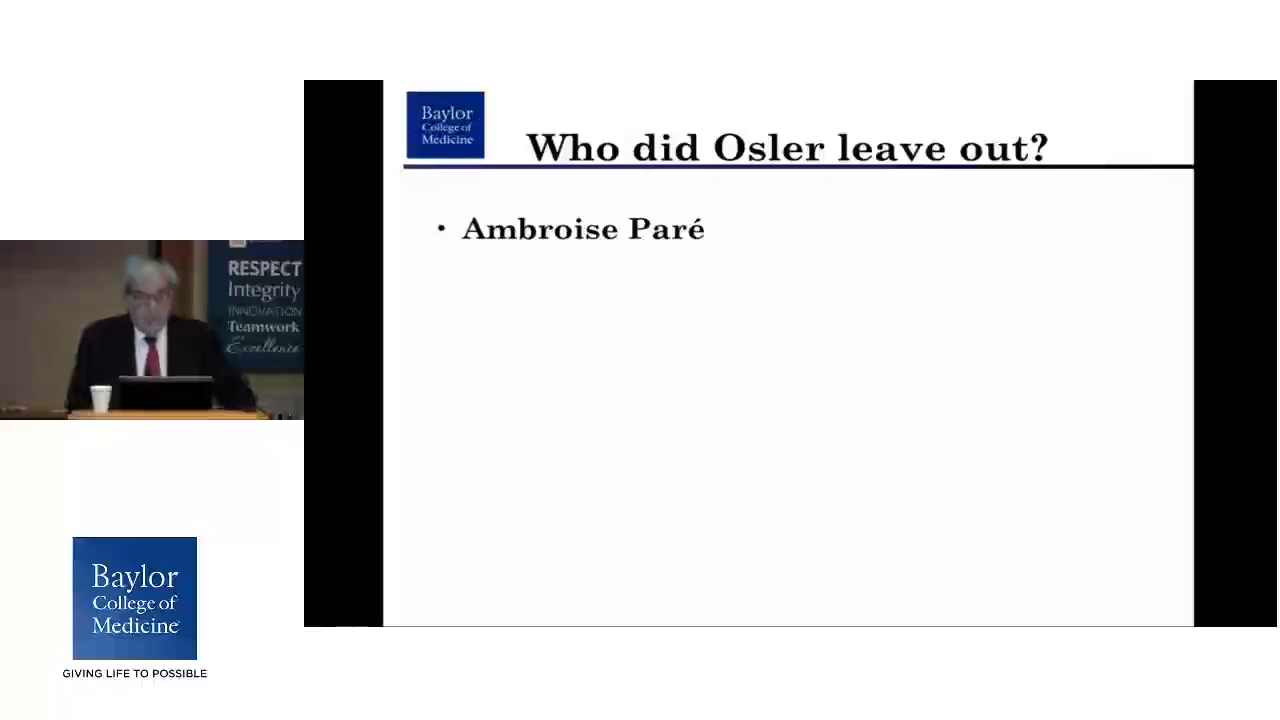 Baylor
College of
Medicine
Who did Osler leave out?
• Ambroise Paré
RESPECT
Integrity
INNOVATION
Teamwork
Excellence
Baylor
College of
Medicine
GIVING LIFE TO POSSIBLE